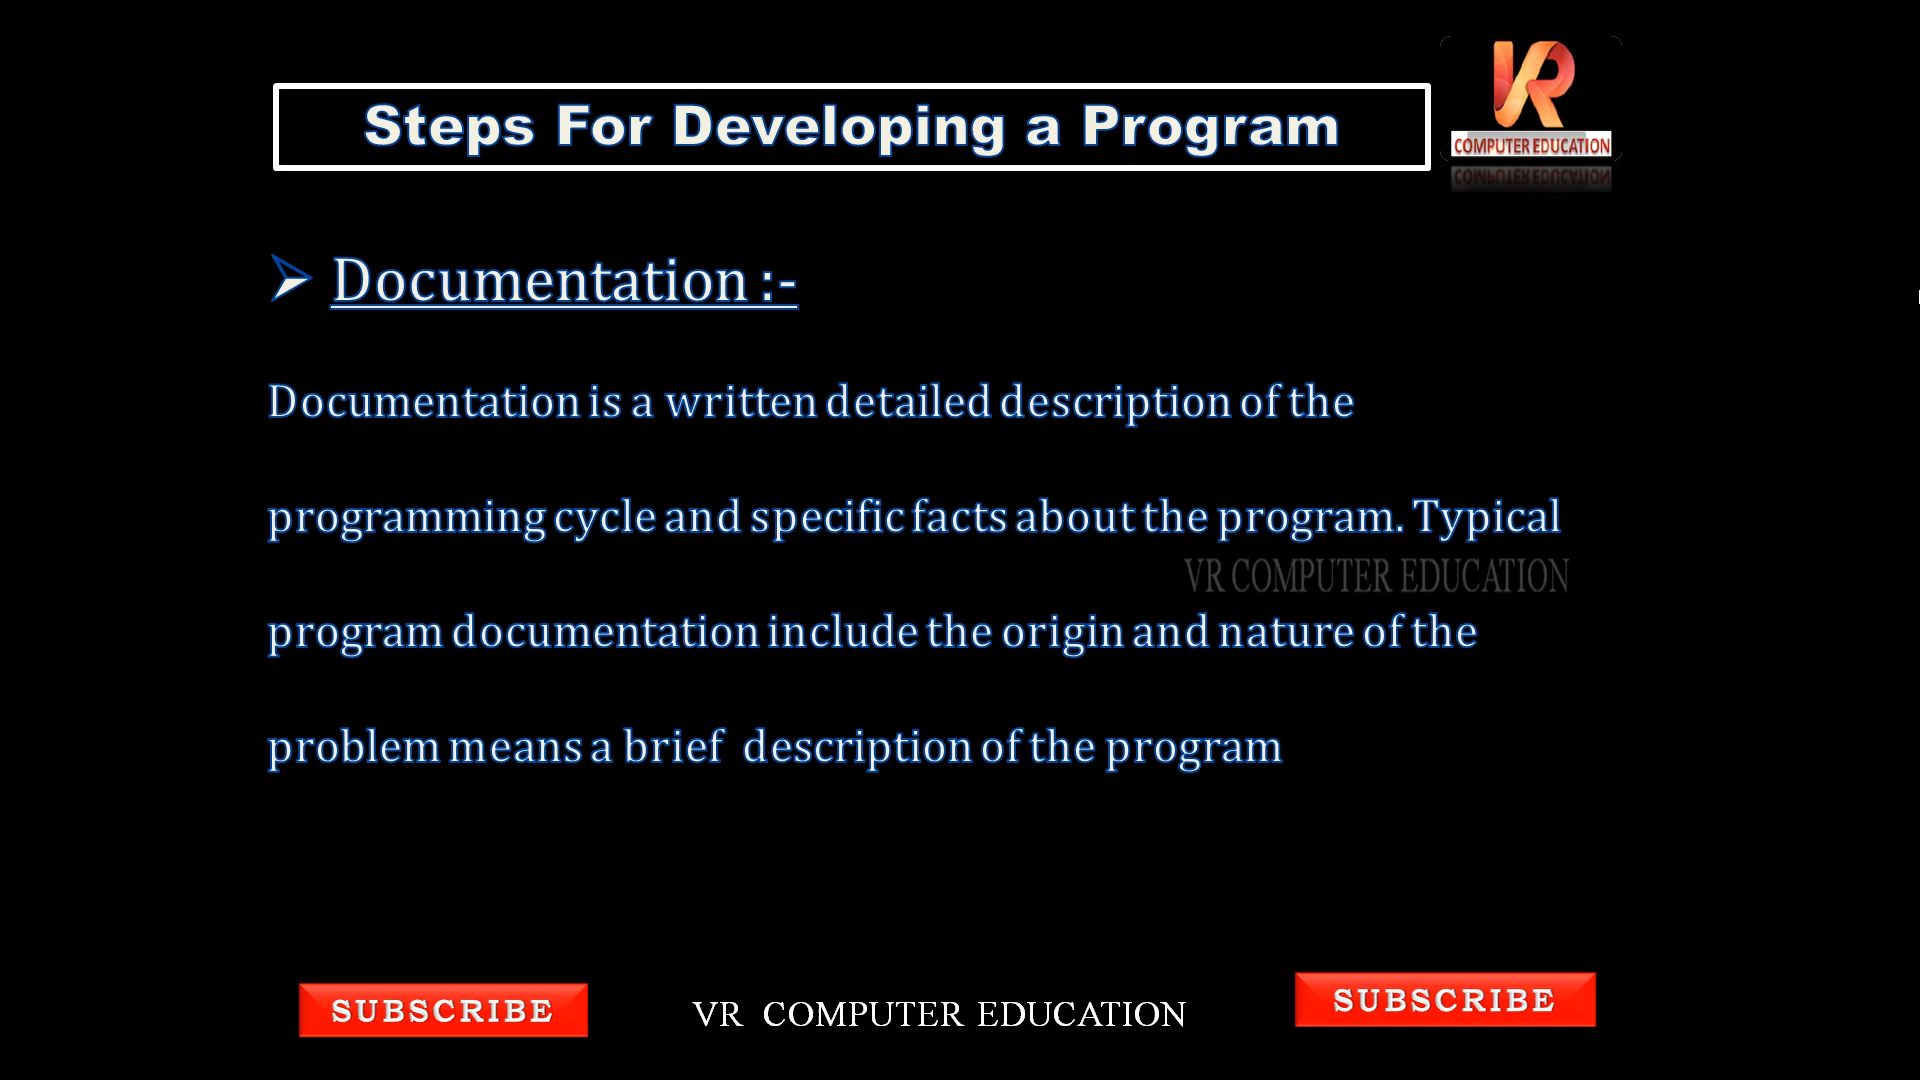 Steps For Developing a Program
VR
COMPUTER EDUCATION
Documentation :-
Documentation is a written detailed description of the
programming cycle and specific facts about the program. Typical
VR COMPUTER EDUCATION
program documentation include the origin and nature of the
problem means a brief description of the program
SUBSCRIBE
VR COMPUTER EDUCATION
SUBSCRIBE